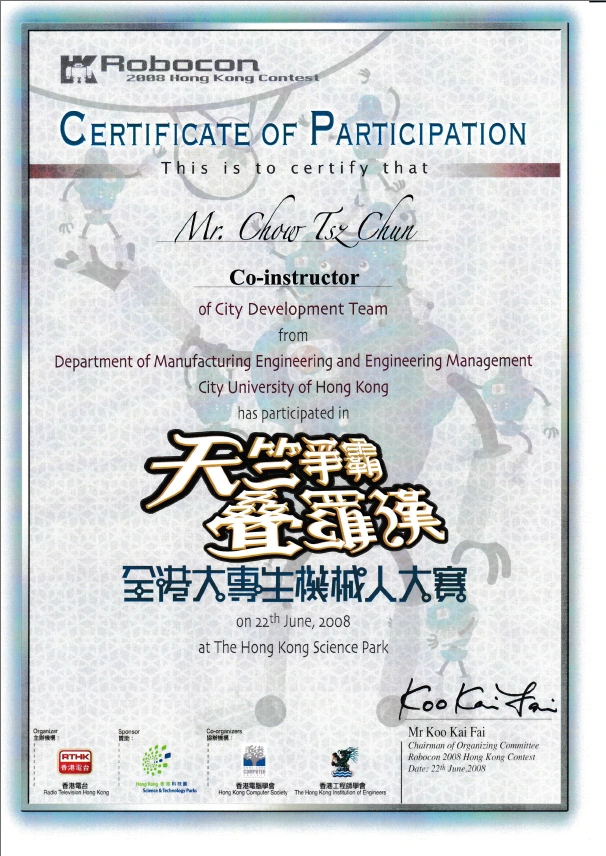 Robocon
2008 Hong Kong Contest
CERTIFICATE OF PARTICIPATION
This is to certify that
Mr. Chow Tsz Chun
Co-instructor
of City Development Team
from
Department of Manufacturing Engineering and Engineering Management
City University of Hong Kong
has participated in
天竺爭霸
叠羅漢
全港大專生機械人大賽
on 22th June, 2008
at The Hong Kong Science Park
Koo Kai Fai
Mr Koo Kai Fai
Chairman of Organizing Committee
Robocon 2008 Hong Kong Contest
Date: 22th June,2008
Organizer
主辦機構：
RTHK
香港電台
香港電台
Radio Television Hong Kong
Sponsor
贊助：
Hong Kong 香港科技園
Science & Technology Parks
Co-organizers
協辦機構：
COMPUTER
香港電腦學會
Hong Kong Computer Society
香港工程師學會
The Hong Kong Institution of Engineers